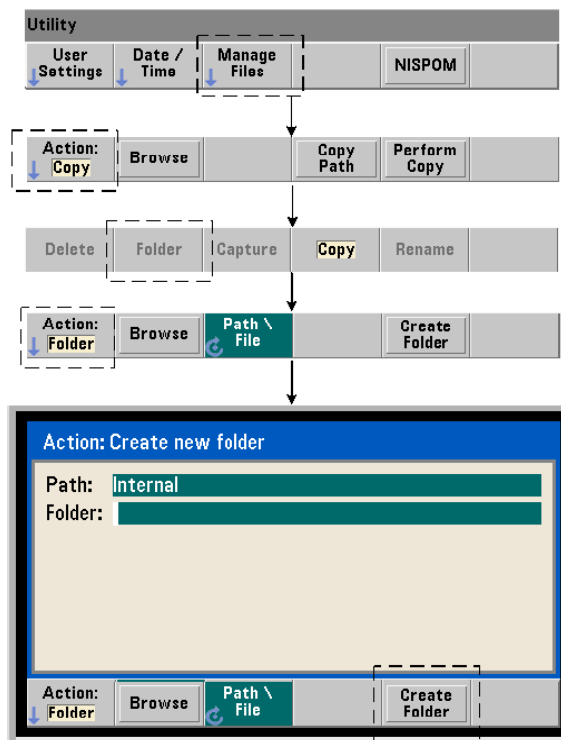 Utility
User Settings
Date / Time
Manage Files
NISPOM
Action: Copy
Browse
Copy Path
Perform Copy
Delete
Folder
Capture
Copy
Rename
Action: Folder
Browse
Path \ File
Create Folder
Action: Create new folder
Path: Internal
Folder:
Action: Folder
Browse
Path \ File
Create Folder